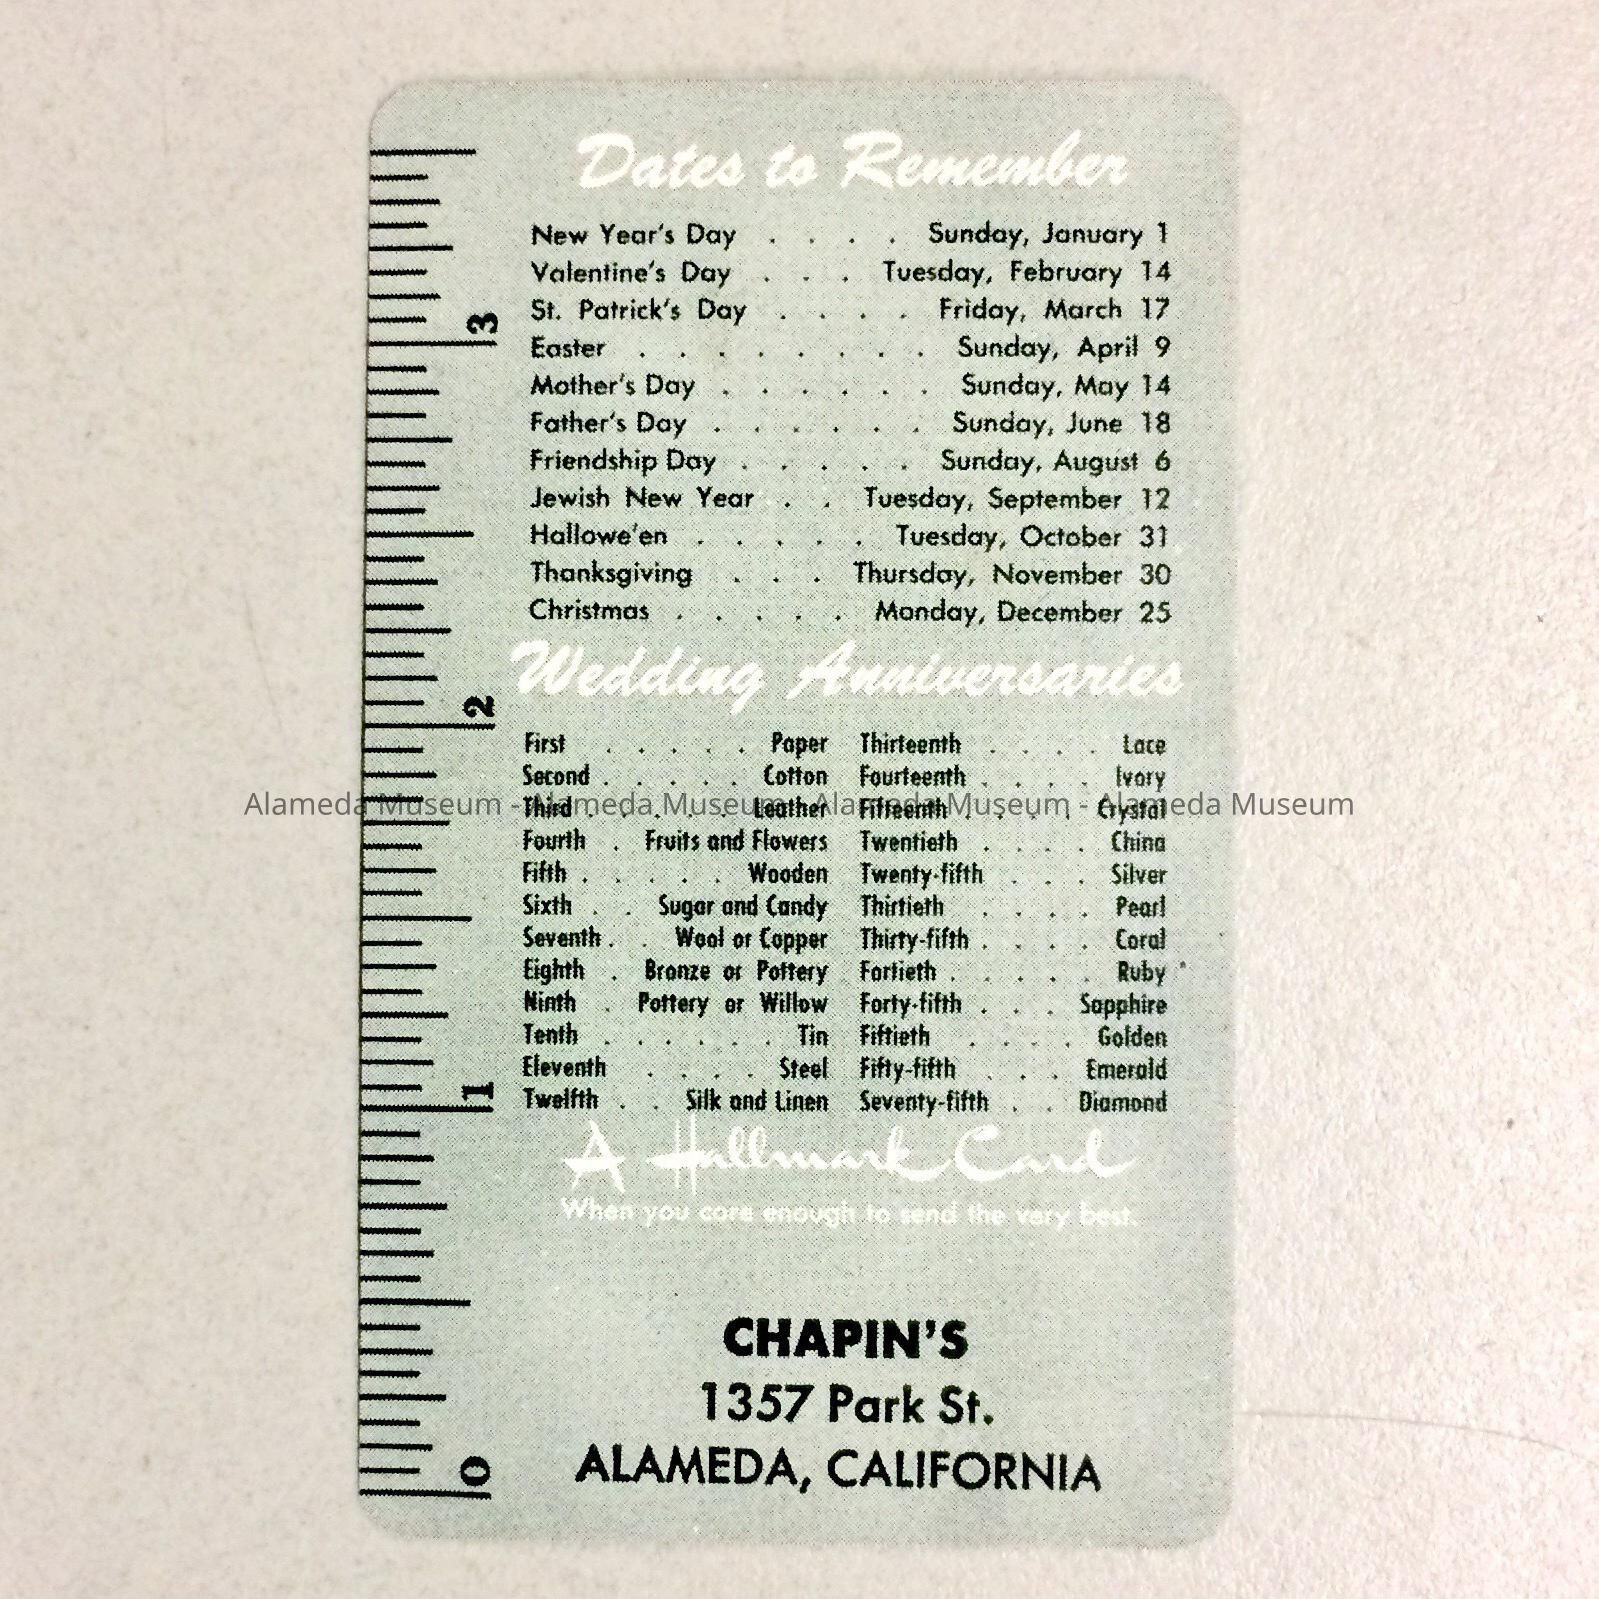 Dates to Remember
New Year's Day . . . . Sunday, January 1
Valentine's Day . . . Tuesday, February 14
St. Patrick's Day . . . . Friday, March 17
Easter . . . . . . . . Sunday, April 9
Mother's Day . . . . . . Sunday, May 14
Father's Day . . . . . . Sunday, June 18
Friendship Day . . . . . Sunday, August 6
Jewish New Year . . Tuesday, September 12
Hallowe'en . . . . . Tuesday, October 31
Thanksgiving . . . Thursday, November 30
Christmas . . . . . Monday, December 25
Wedding Anniversaries
First . . . . . Paper
Second . . . . . Cotton
Third . . . . . Leather
Fourth . Fruits and Flowers
Fifth . . . . . Wooden
Sixth . . Sugar and Candy
Seventh . . Wool or Copper
Eighth . Bronze or Pottery
Ninth . Pottery or Willow
Tenth . . . . . . Tin
Eleventh . . . . Steel
Twelfth . . Silk and Linen
Thirteenth . . . . Lace
Fourteenth . . . . Ivory
Fifteenth . . . . Crystal
Twentieth . . . . China
Twenty-fifth . . . Silver
Thirtieth . . . . Pearl
Thirty-fifth . . . . Coral
Fortieth . . . . . Ruby
Forty-fifth . . . Sapphire
Fiftieth . . . . Golden
Fifty-fifth . . . Emerald
Seventy-fifth . . Diamond
A Hallmark Card
When you care enough to send the very best.
CHAPIN'S
1357 Park St.
ALAMEDA, CALIFORNIA
3
2
1
0
Alameda Museum - Alameda Museum - Alameda Museum - Alameda Museum